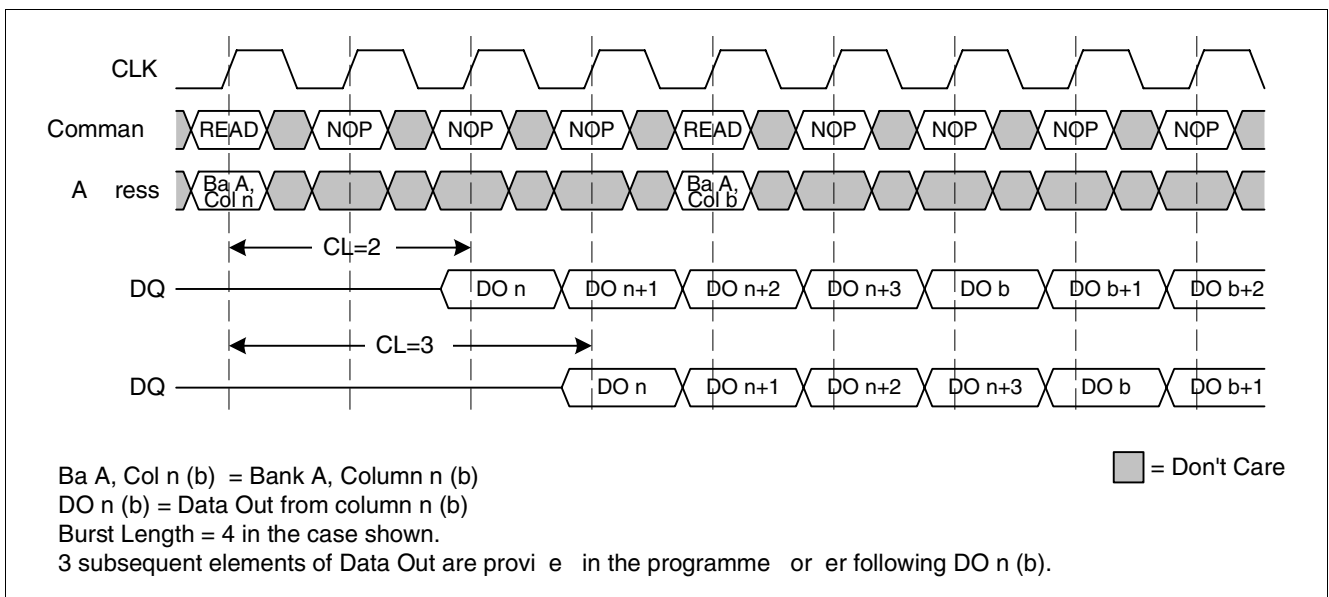 CLK
Comman READ NOP NOP NOP READ NOP NOP NOP NOP
A ress Ba A, Col n Ba A, Col b
CL=2
DQ DO n DO n+1 DO n+2 DO n+3 DO b DO b+1 DO b+2
CL=3
DQ DO n DO n+1 DO n+2 DO n+3 DO b DO b+1
Ba A, Col n (b) = Bank A, Column n (b)
= Don't Care
DO n (b) = Data Out from column n (b)
Burst Length = 4 in the case shown.
3 subsequent elements of Data Out are provi e in the programme or er following DO n (b).